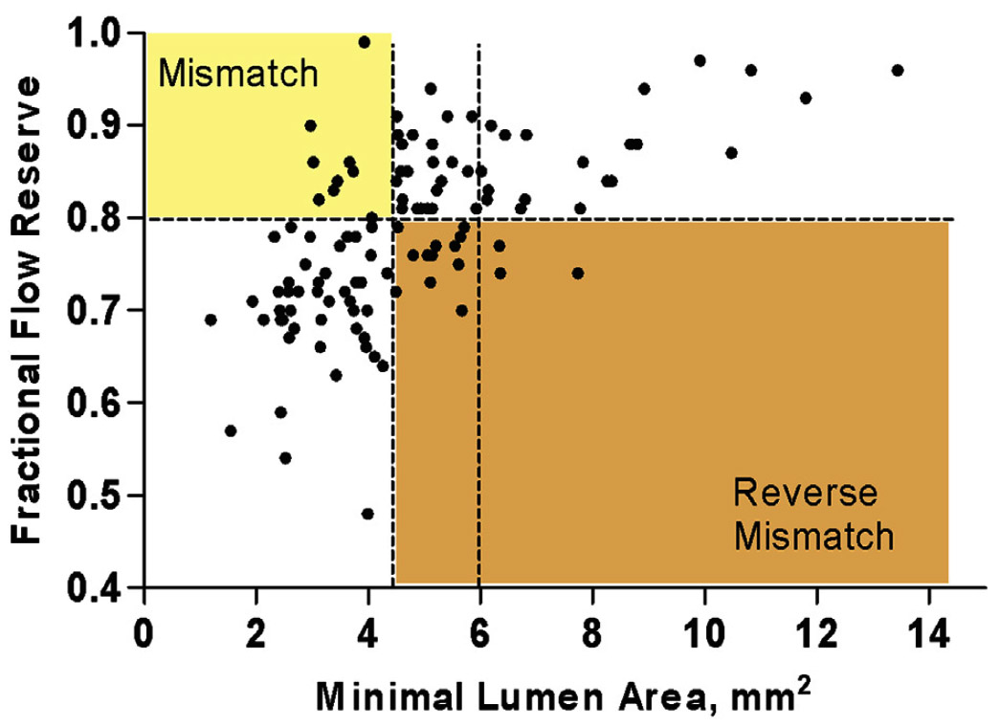 1.0
0.9
0.8
0.7
0.6
0.5
0.4
Fractional Flow Reserve
Mismatch
Reverse
Mismatch
0 2 4 6 8 10 12 14
Minimal Lumen Area, mm²